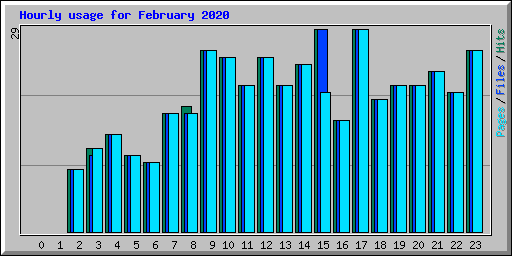 Hourly usage for February 2020
29
Pages/Files/Hits
0 1 2 3 4 5 6 7 8 9 10 11 12 13 14 15 16 17 18 19 20 21 22 23